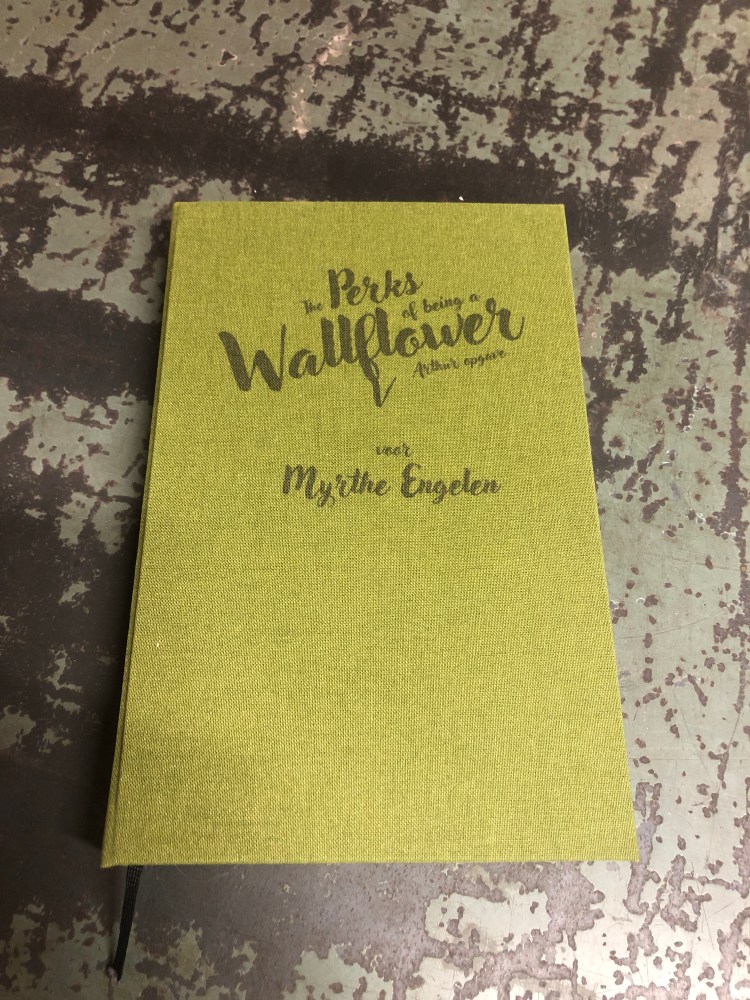 The Perks
of being a
Wallflower
Arthur opgave
voor
Myrthe Engelen